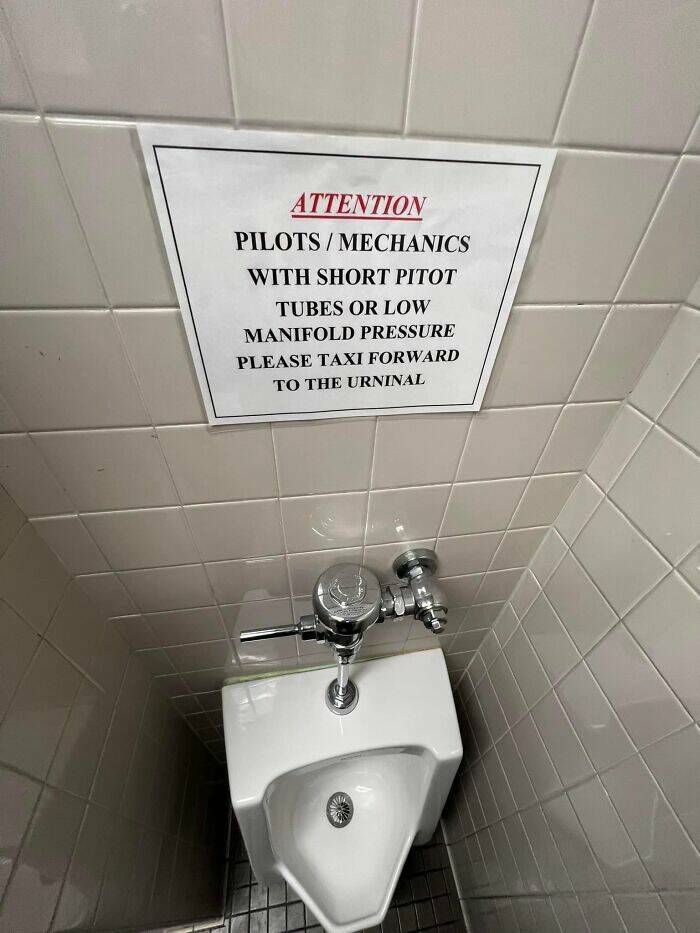 ATTENTION
PILOTS / MECHANICS
WITH SHORT PITOT
TUBES OR LOW
MANIFOLD PRESSURE
PLEASE TAXI FORWARD
TO THE URNINAL